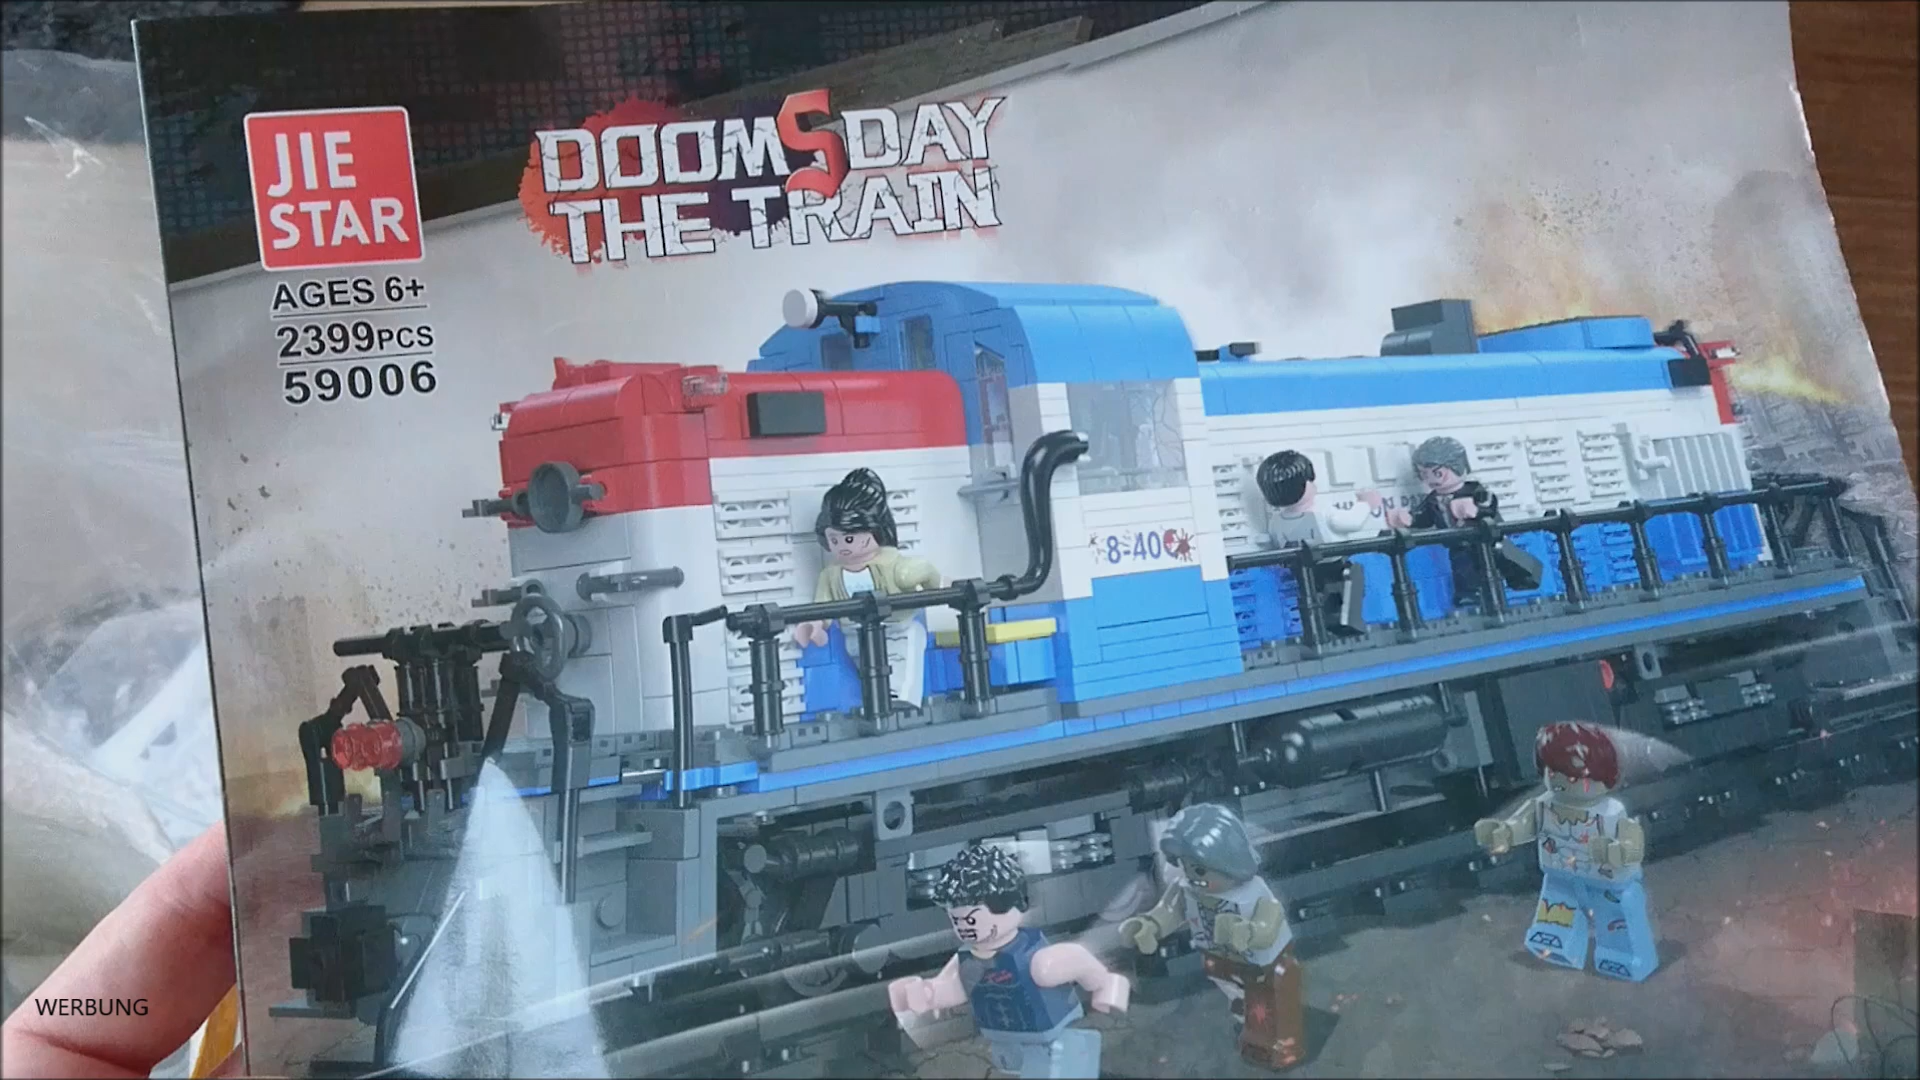 JIE
STAR
DOOMSDAY
THE TRAIN
AGES 6+
2399PCS
59006
8-40
WERBUNG